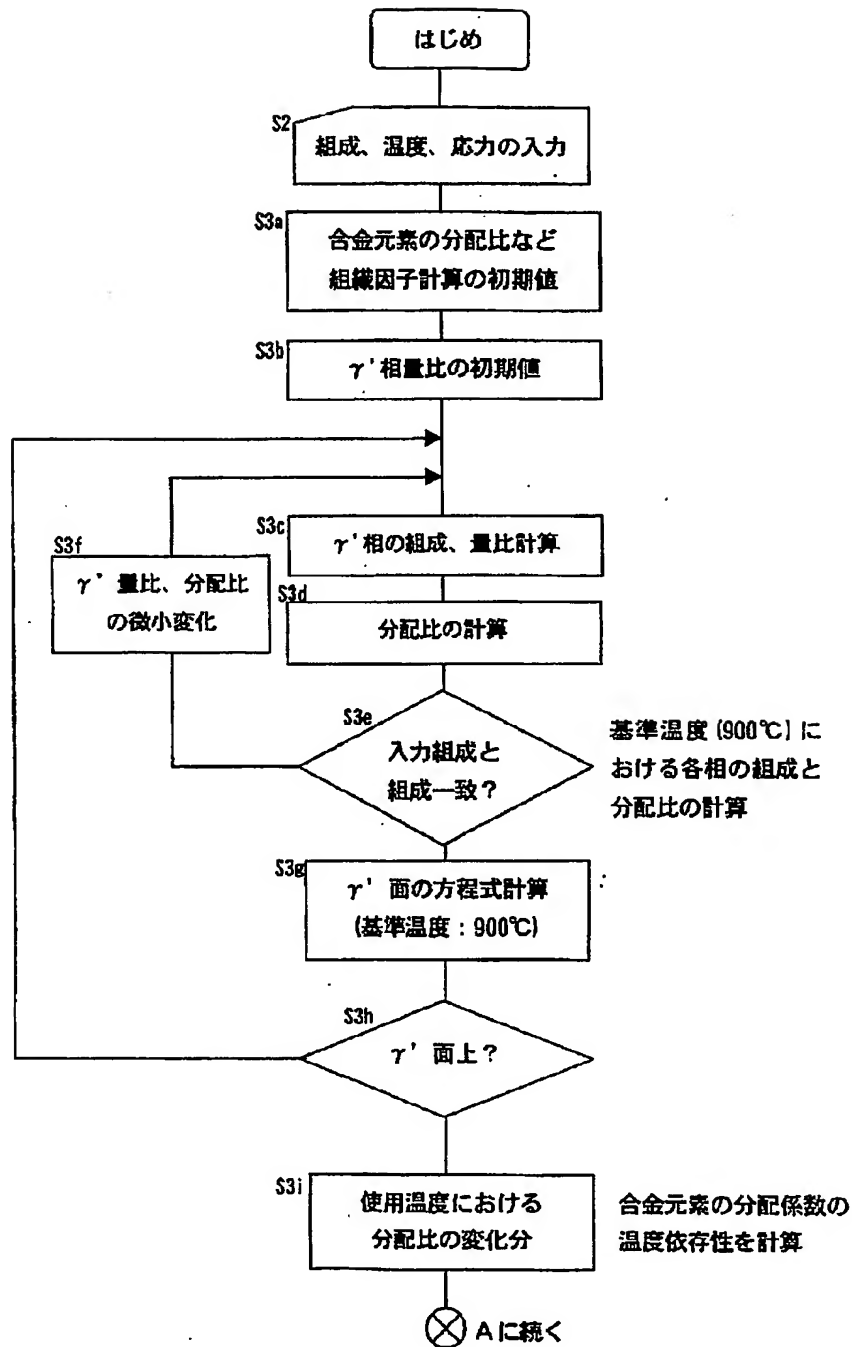 はじめ
S2
組成、温度、応力の入力
S3a
合金元素の分配比など
組織因子計算の初期値
S3b
γ'相量比の初期値
S3c
γ'相の組成、量比計算
S3f
γ'量比、分配比
の微小変化
S3d
分配比の計算
S3e
入力組成と
組成一致?
基準温度(900℃)に
おける各相の組成と
分配比の計算
S3g
γ'面の方程式計算
(基準温度:900℃)
S3h
γ'面上?
S3i
使用温度における
分配比の変化分
合金元素の分配係数の
温度依存性を計算
Aに続く